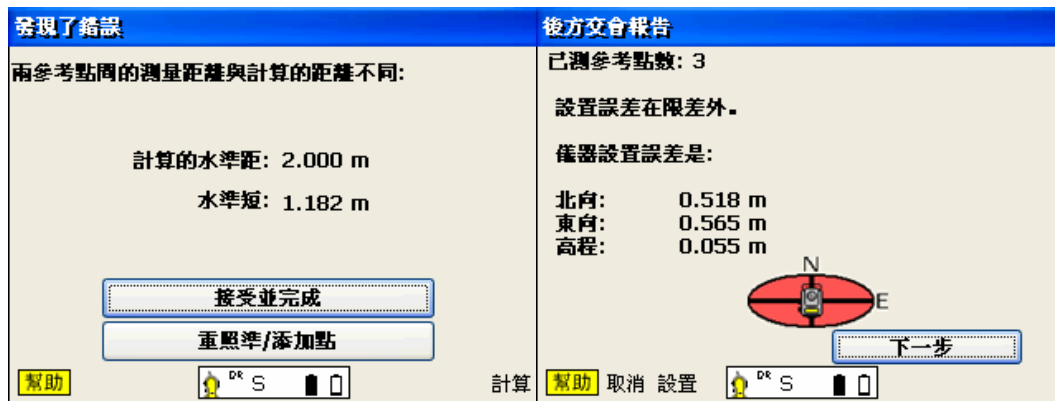 發現了錯誤
兩參考點間的測量距離與計算的距離不同:
計算的水準距: 2.000 m
水準短: 1.182 m
接受並完成
重照準/添加點
幫助
DR S
計算
後方交會報告
已測參考點數: 3
設置誤差在限差外.
儀器設置誤差是:
北向: 0.518 m
東向: 0.565 m
高程: 0.055 m
N
E
下一步
幫助 取消 設置
DR S